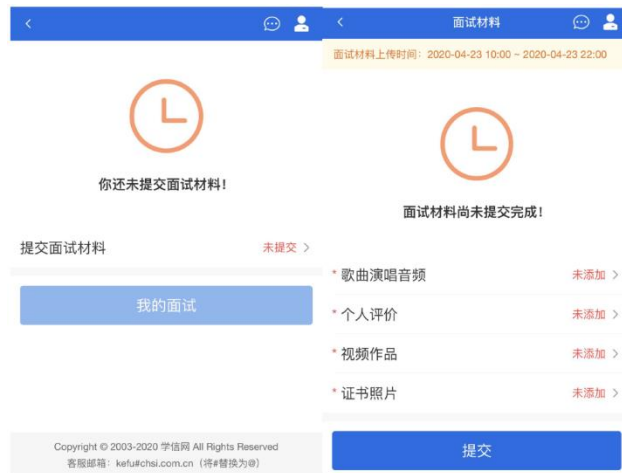 你还未提交面试材料!
提交面试材料
未提交
我的面试
Copyright © 2003-2020 学信网 All Rights Reserved
客服邮箱：kefu#chsi.com.cn（将#替换为@）
面试材料
面试材料上传时间：2020-04-23 10:00 ~ 2020-04-23 22:00
面试材料尚未提交完成!
* 歌曲演唱音频
未添加
* 个人评价
未添加
* 视频作品
未添加
* 证书照片
未添加
提交